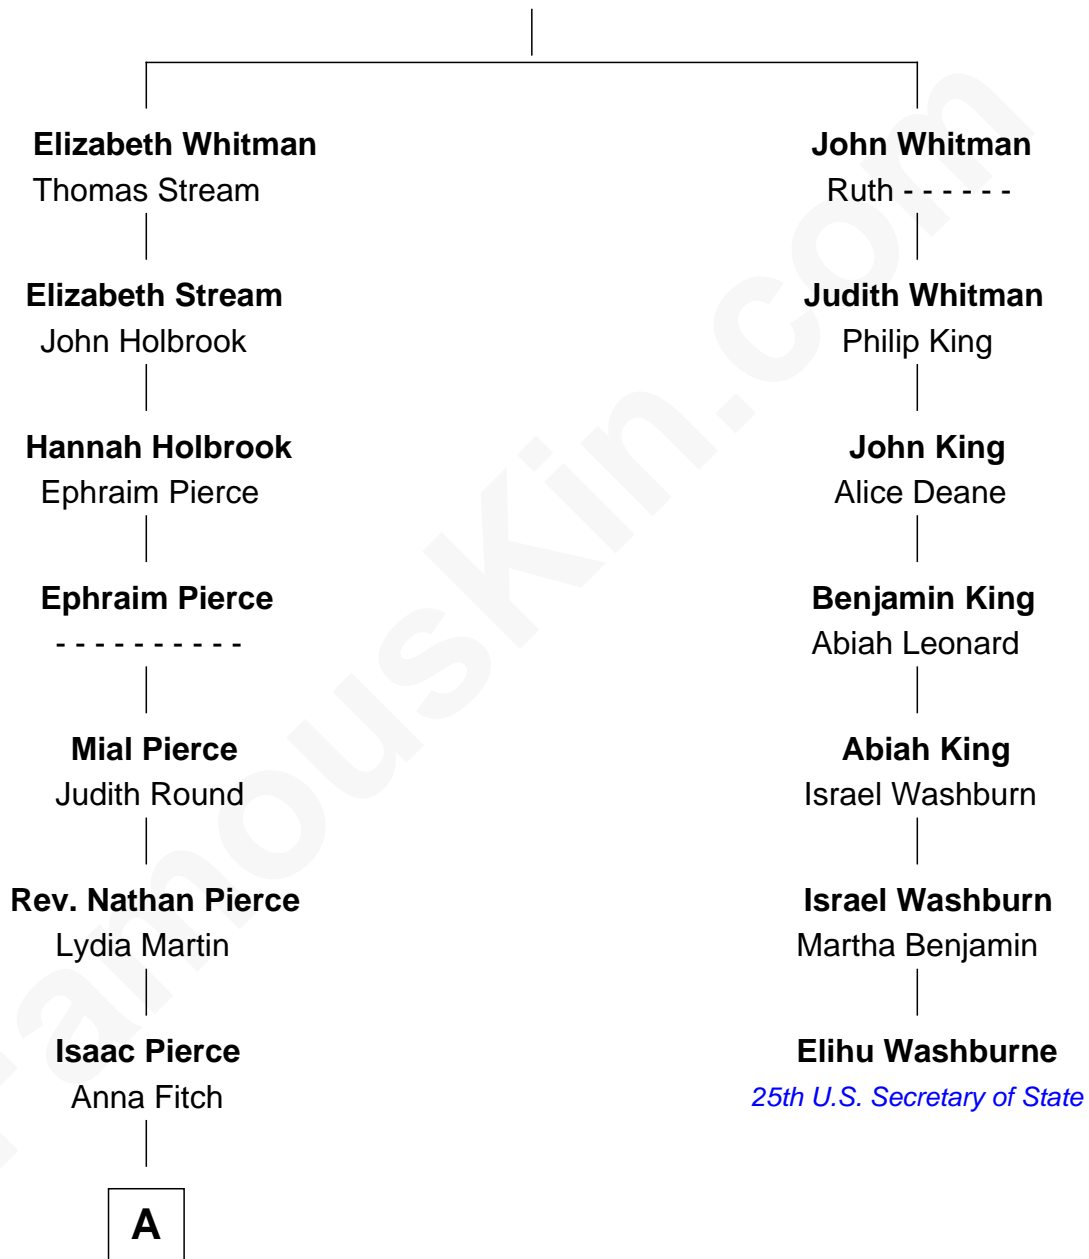 Elizabeth Whitman
Thomas Stream
John Whitman
Ruth - - - - - -
Elizabeth Stream
John Holbrook
Judith Whitman
Philip King
Hannah Holbrook
Ephraim Pierce
John King
Alice Deane
Ephraim Pierce
- - - - - - - - - -
Benjamin King
Abiah Leonard
Mial Pierce
Judith Round
Abiah King
Israel Washburn
Rev. Nathan Pierce
Lydia Martin
Israel Washburn
Martha Benjamin
Isaac Pierce
Anna Fitch
Elihu Washburne
25th U.S. Secretary of State
A
FamousKin.com